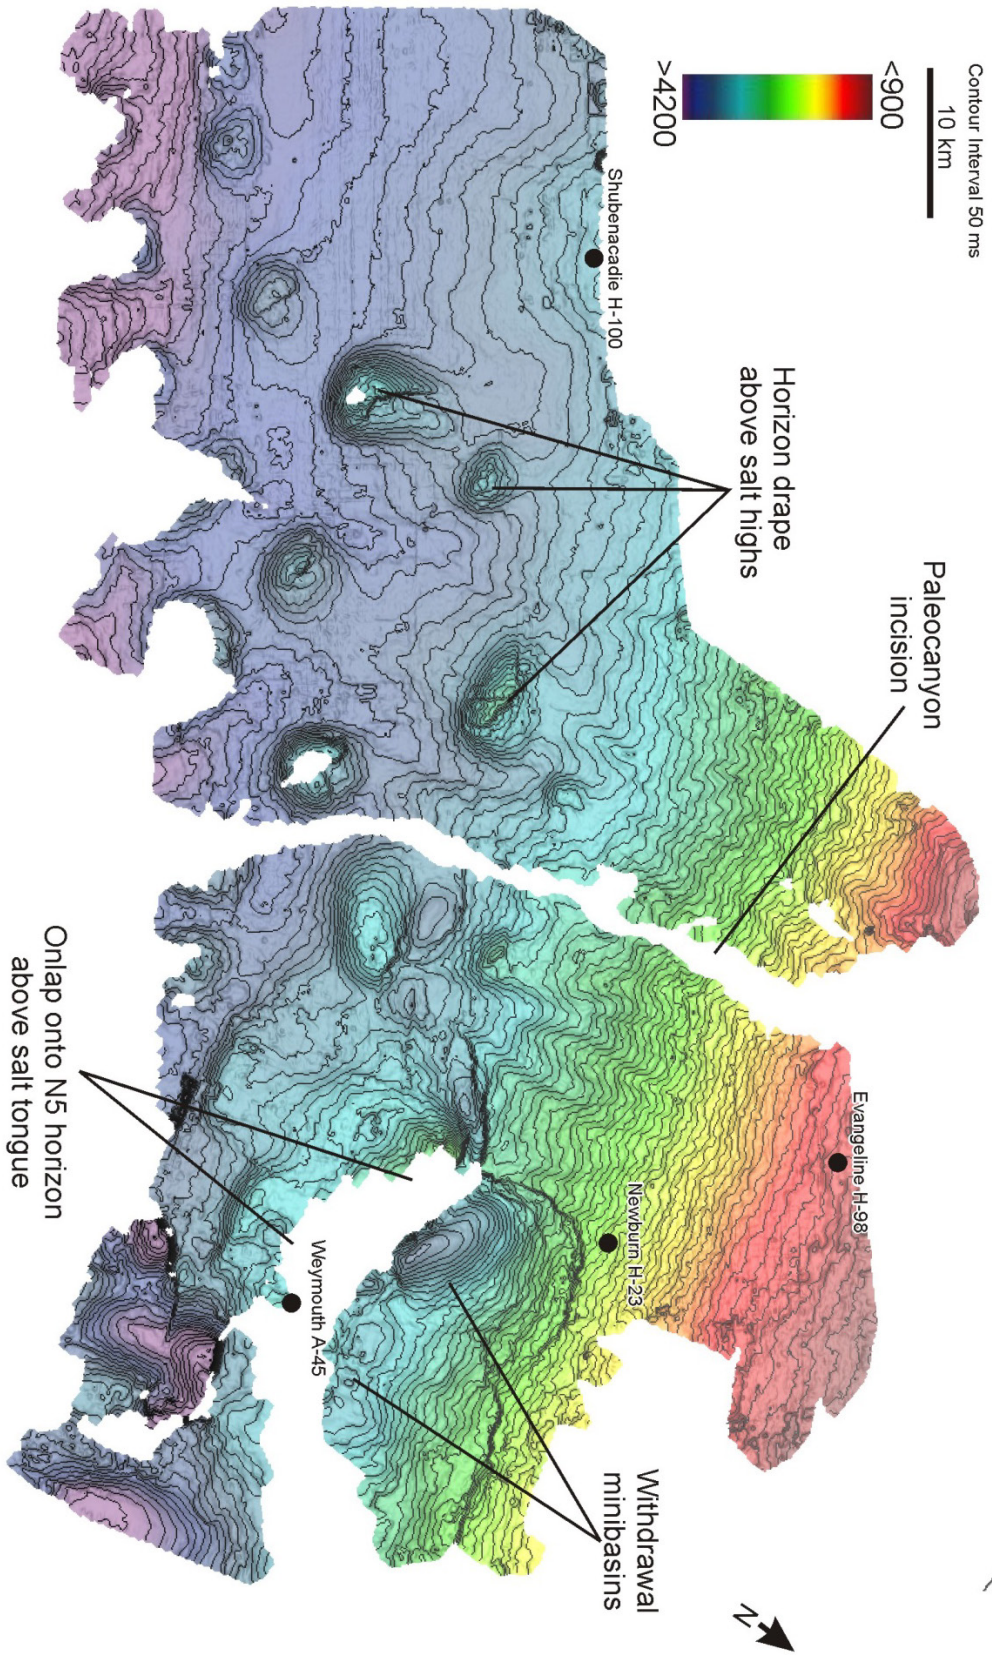 Contour Interval 50 ms
10 km
<900
>4200
Shubenacadie H-100
Horizon drape
above salt highs
Paleocanyon
incision
Evangeline H-98
Newburn H-23
Weymouth A-45
Onlap onto N5 horizon
above salt tongue
Withdrawal
minibasins
N